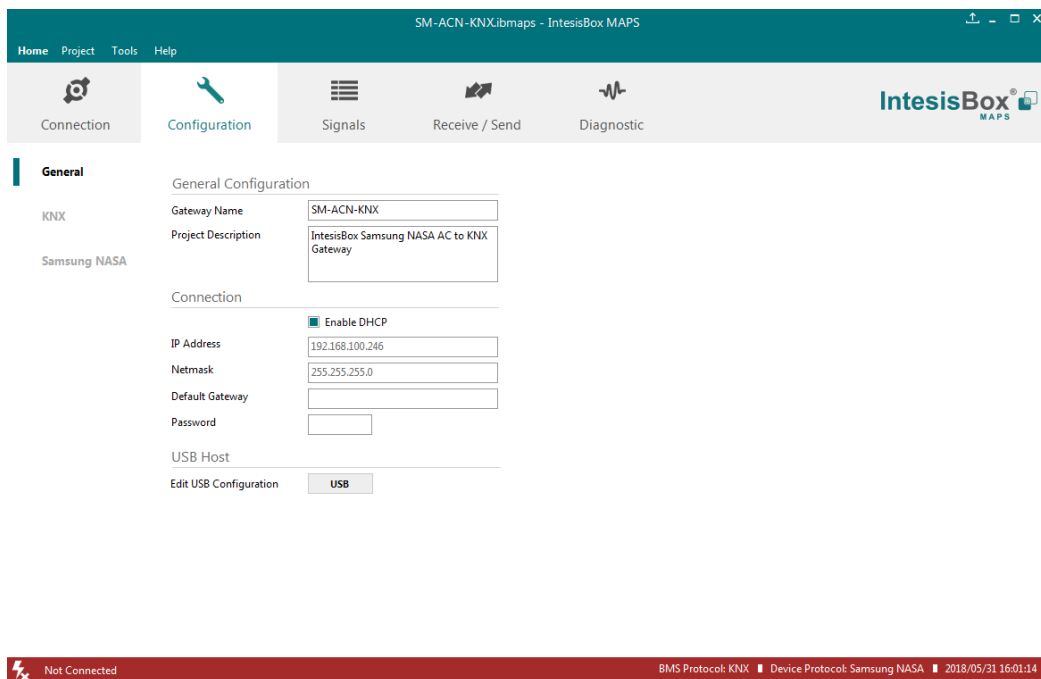 SM-ACN-KNX.ibmaps - IntesisBox MAPS
Home Project Tools Help
Connection Configuration Signals Receive / Send Diagnostic
IntesisBox®
MAPS
General
KNX
Samsung NASA
General Configuration
Gateway Name SM-ACN-KNX
Project Description IntesisBox Samsung NASA AC to KNX
Gateway
Connection
Enable DHCP
IP Address 192.168.100.246
Netmask 255.255.255.0
Default Gateway
Password
USB Host
Edit USB Configuration USB
Not Connected BMS Protocol: KNX Device Protocol: Samsung NASA 2018/05/31 16:01:14